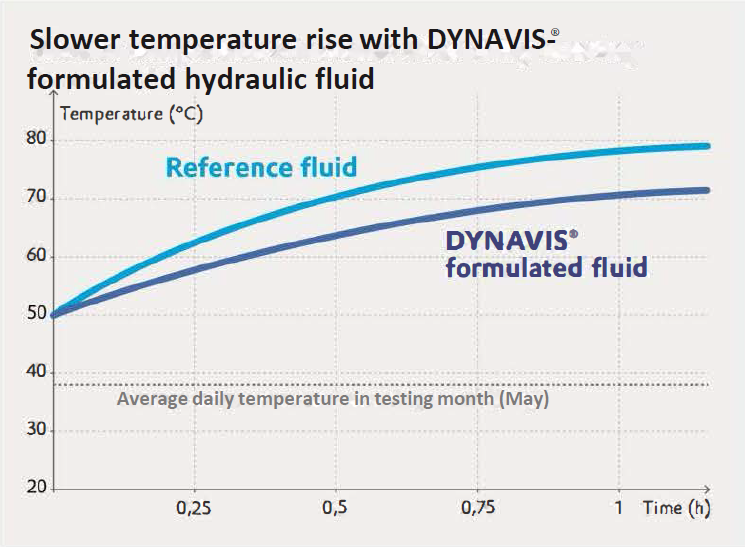 Slower temperature rise with DYNAVIS-®
formulated hydraulic fluid
Temperature (°C)
80
Reference fluid
70
DYNAVIS®
formulated fluid
60
50
40
Average daily temperature in testing month (May)
30
20
0,25 0,5 0,75 1 Time (h)